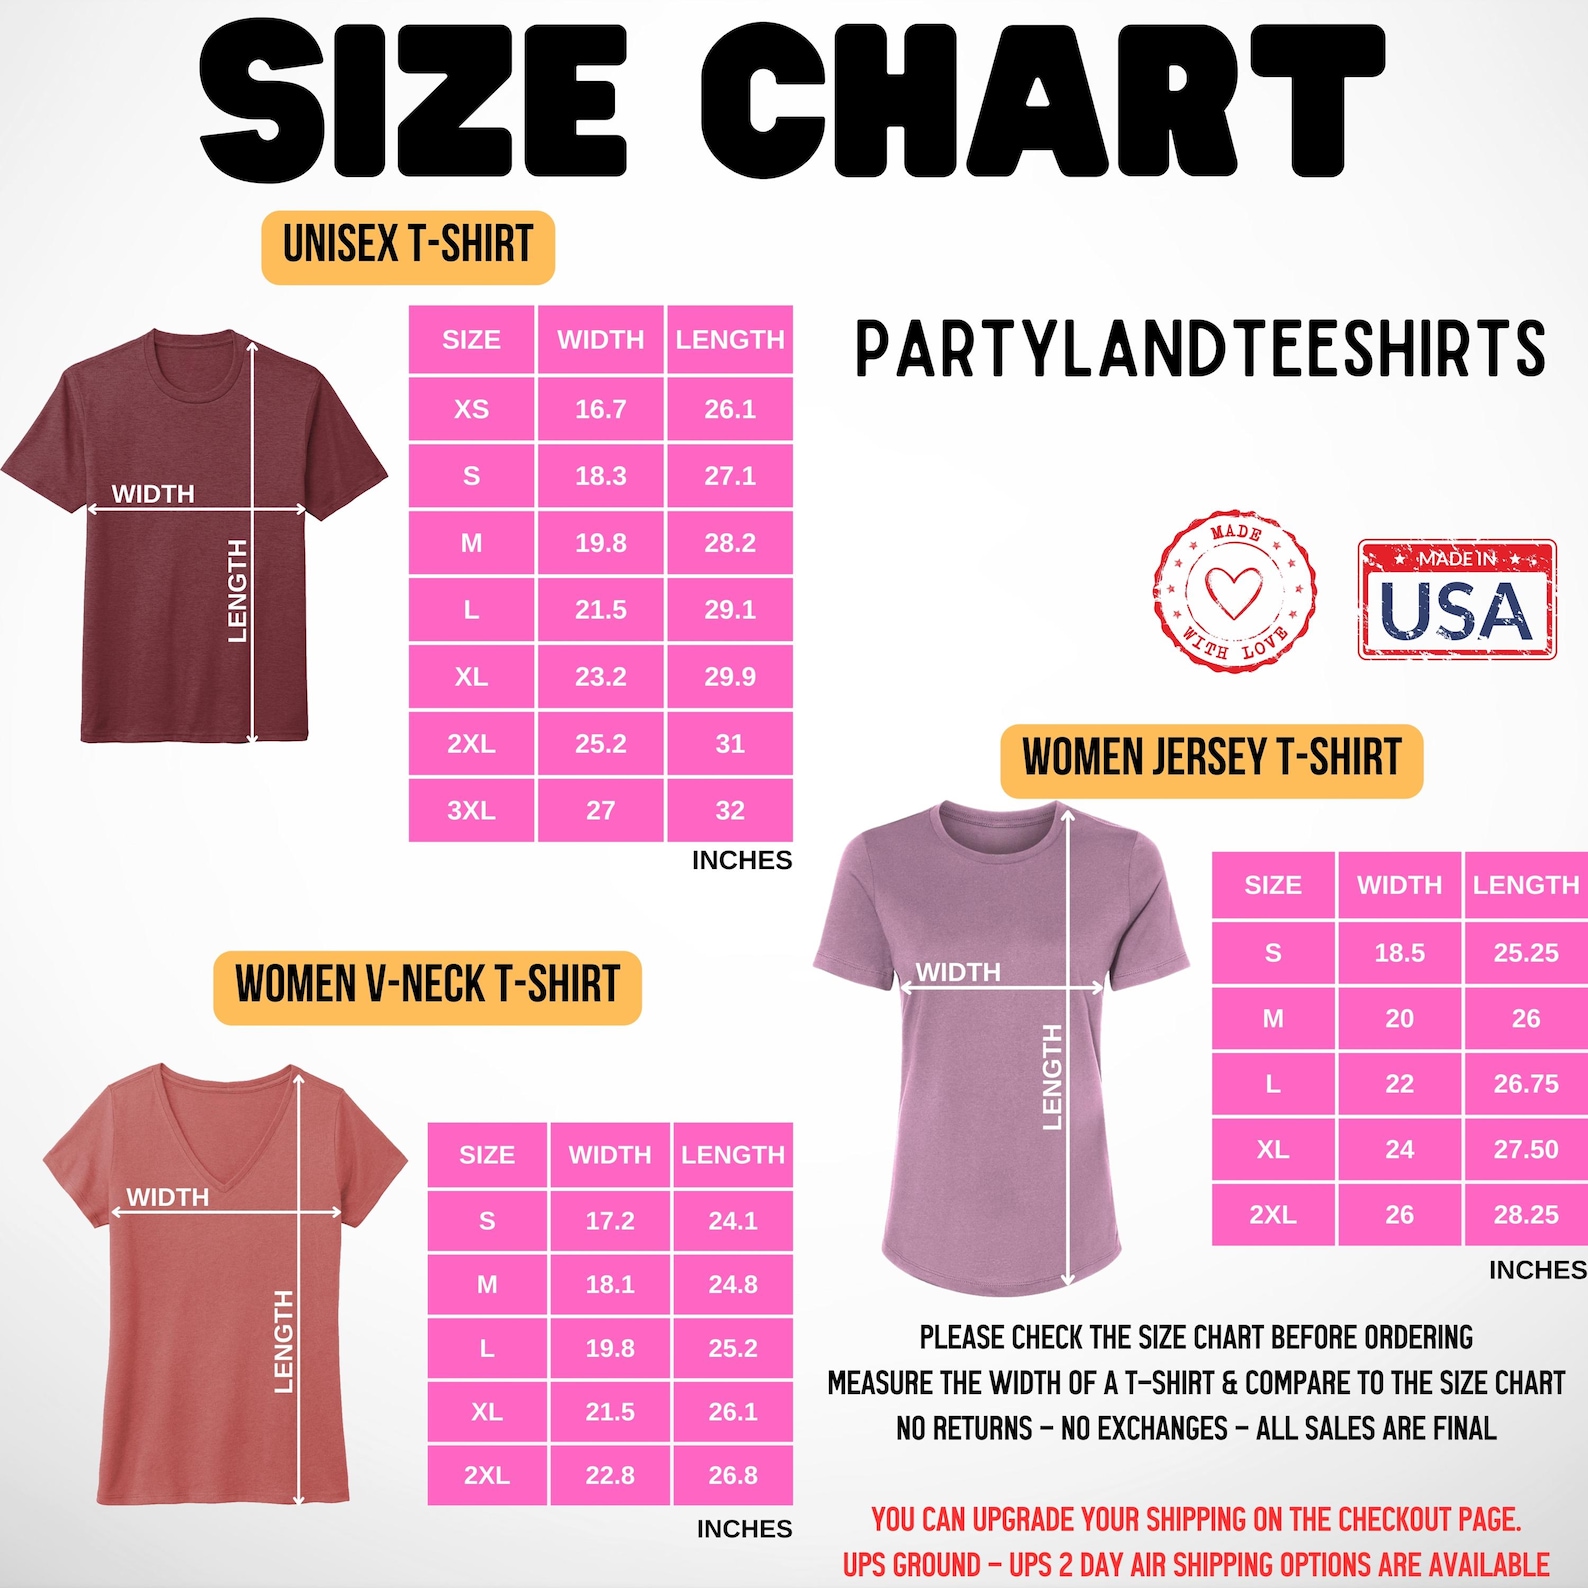 SIZE CHART
UNISEX T-SHIRT
WIDTH
LENGTH
SIZE WIDTH LENGTH
XS 16.7 26.1
S 18.3 27.1
M 19.8 28.2
L 21.5 29.1
XL 23.2 29.9
2XL 25.2 31
3XL 27 32
INCHES
PARTYLANDTEESHIRTS
MADE
WITH LOVE
MADE IN
USA
WOMEN V-NECK T-SHIRT
WIDTH
LENGTH
SIZE WIDTH LENGTH
S 17.2 24.1
M 18.1 24.8
L 19.8 25.2
XL 21.5 26.1
2XL 22.8 26.8
INCHES
WOMEN JERSEY T-SHIRT
WIDTH
LENGTH
SIZE WIDTH LENGTH
S 18.5 25.25
M 20 26
L 22 26.75
XL 24 27.50
2XL 26 28.25
INCHES
PLEASE CHECK THE SIZE CHART BEFORE ORDERING
MEASURE THE WIDTH OF A T-SHIRT & COMPARE TO THE SIZE CHART
NO RETURNS - NO EXCHANGES - ALL SALES ARE FINAL
YOU CAN UPGRADE YOUR SHIPPING ON THE CHECKOUT PAGE.
UPS GROUND - UPS 2 DAY AIR SHIPPING OPTIONS ARE AVAILABLE